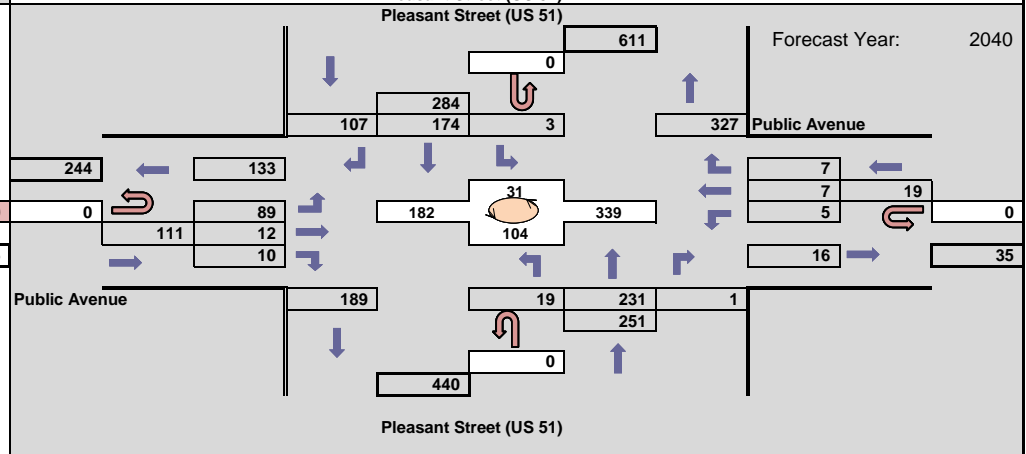 Pleasant Street (US 51)
611
Forecast Year: 2040
0
284
107 174 3 327 Public Avenue
244 133 7
31 7 19
0 89 182 339 5 0
111 12 104
10 16 35
Public Avenue 189 19 231 1
251
0
440
Pleasant Street (US 51)